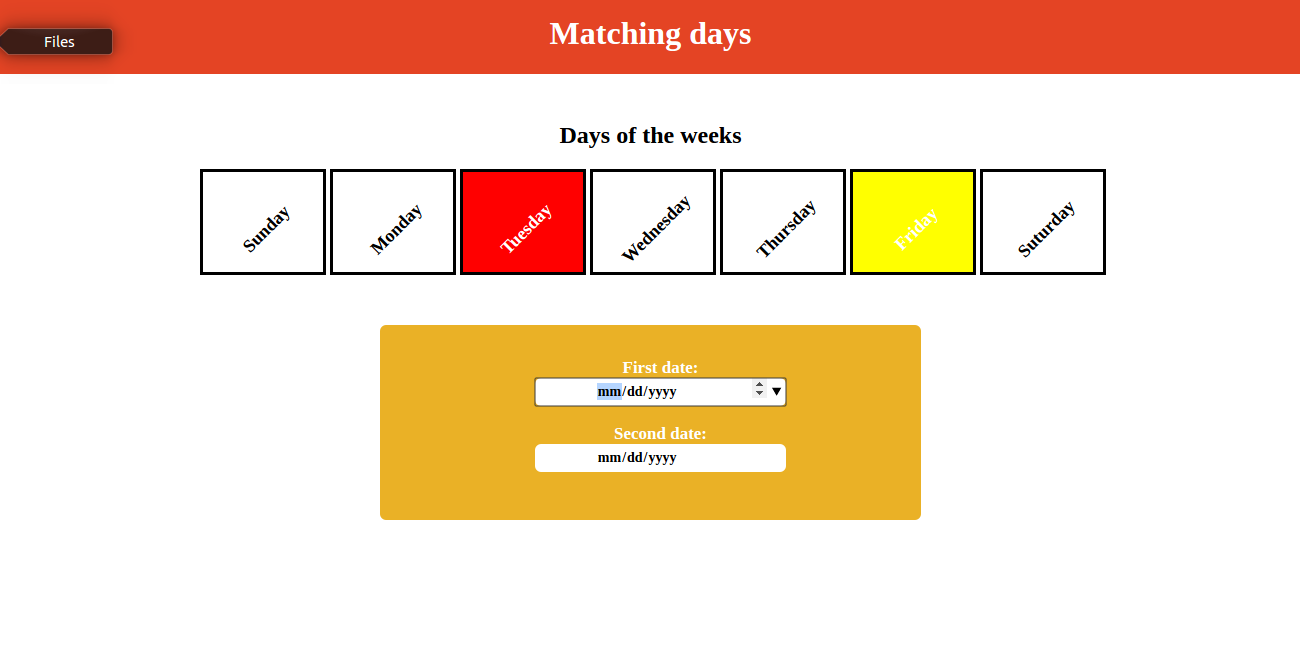 Matching days
Files
Days of the weeks
Sunday Monday Tuesday Wednesday Thursday Friday Suturday
First date:
mm/dd/yyyy
Second date:
mm/dd/yyyy